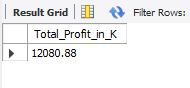 Result Grid Filter Rows:
Total_Profit_in_K
12080.88